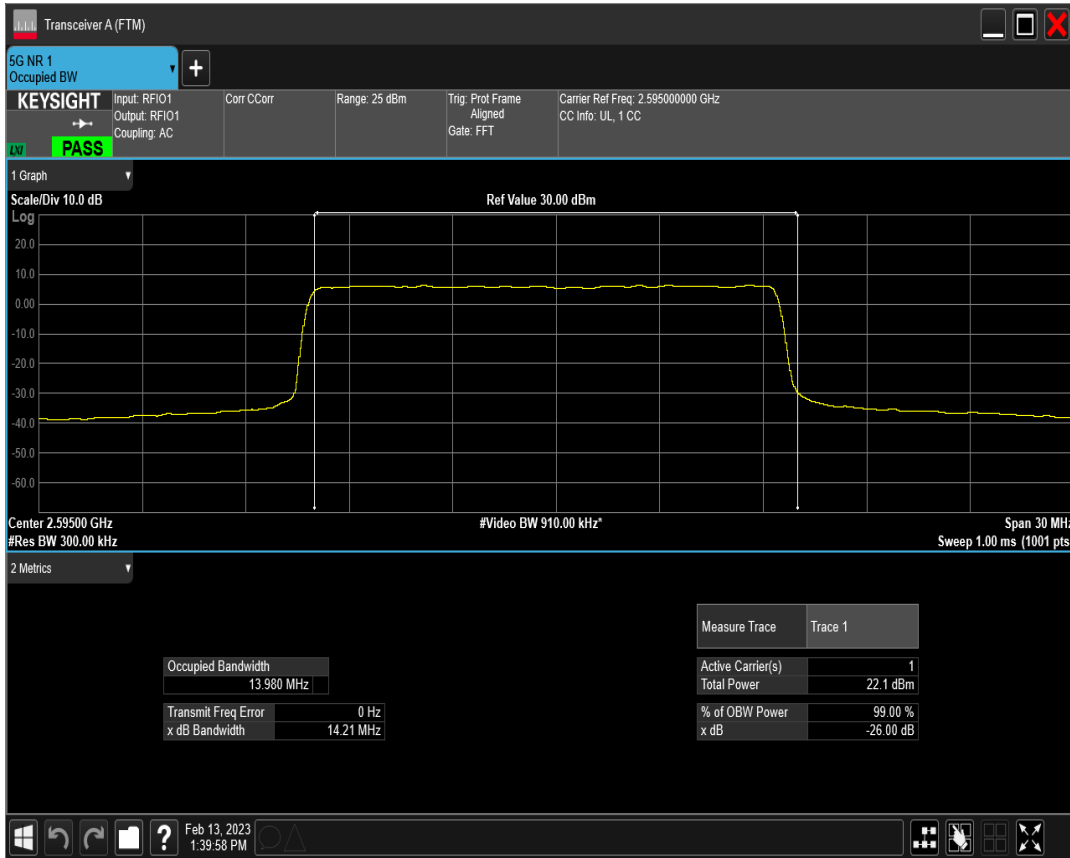 Transceiver A (FTM)
5G NR 1
Occupied BW
+
KEYSIGHT
LXI
PASS
Input: RFIO1
Output: RFIO1
Coupling: AC
Corr CCorr
Range: 25 dBm
Trig: Prot Frame
Aligned
Gate: FFT
Carrier Ref Freq: 2.595000000 GHz
CC Info: UL, 1 CC
1 Graph
Scale/Div 10.0 dB
Ref Value 30.00 dBm
Log
20.0
10.0
0.00
-10.0
-20.0
-30.0
-40.0
-50.0
-60.0
Center 2.59500 GHz
#Video BW 910.00 kHz*
Span 30 MHz
#Res BW 300.00 kHz
Sweep 1.00 ms (1001 pts
2 Metrics
Measure Trace Trace 1
Occupied Bandwidth
13.980 MHz
Active Carrier(s) 1
Total Power 22.1 dBm
Transmit Freq Error 0 Hz
x dB Bandwidth 14.21 MHz
% of OBW Power 99.00 %
x dB -26.00 dB
?
Feb 13, 2023
1:39:58 PM